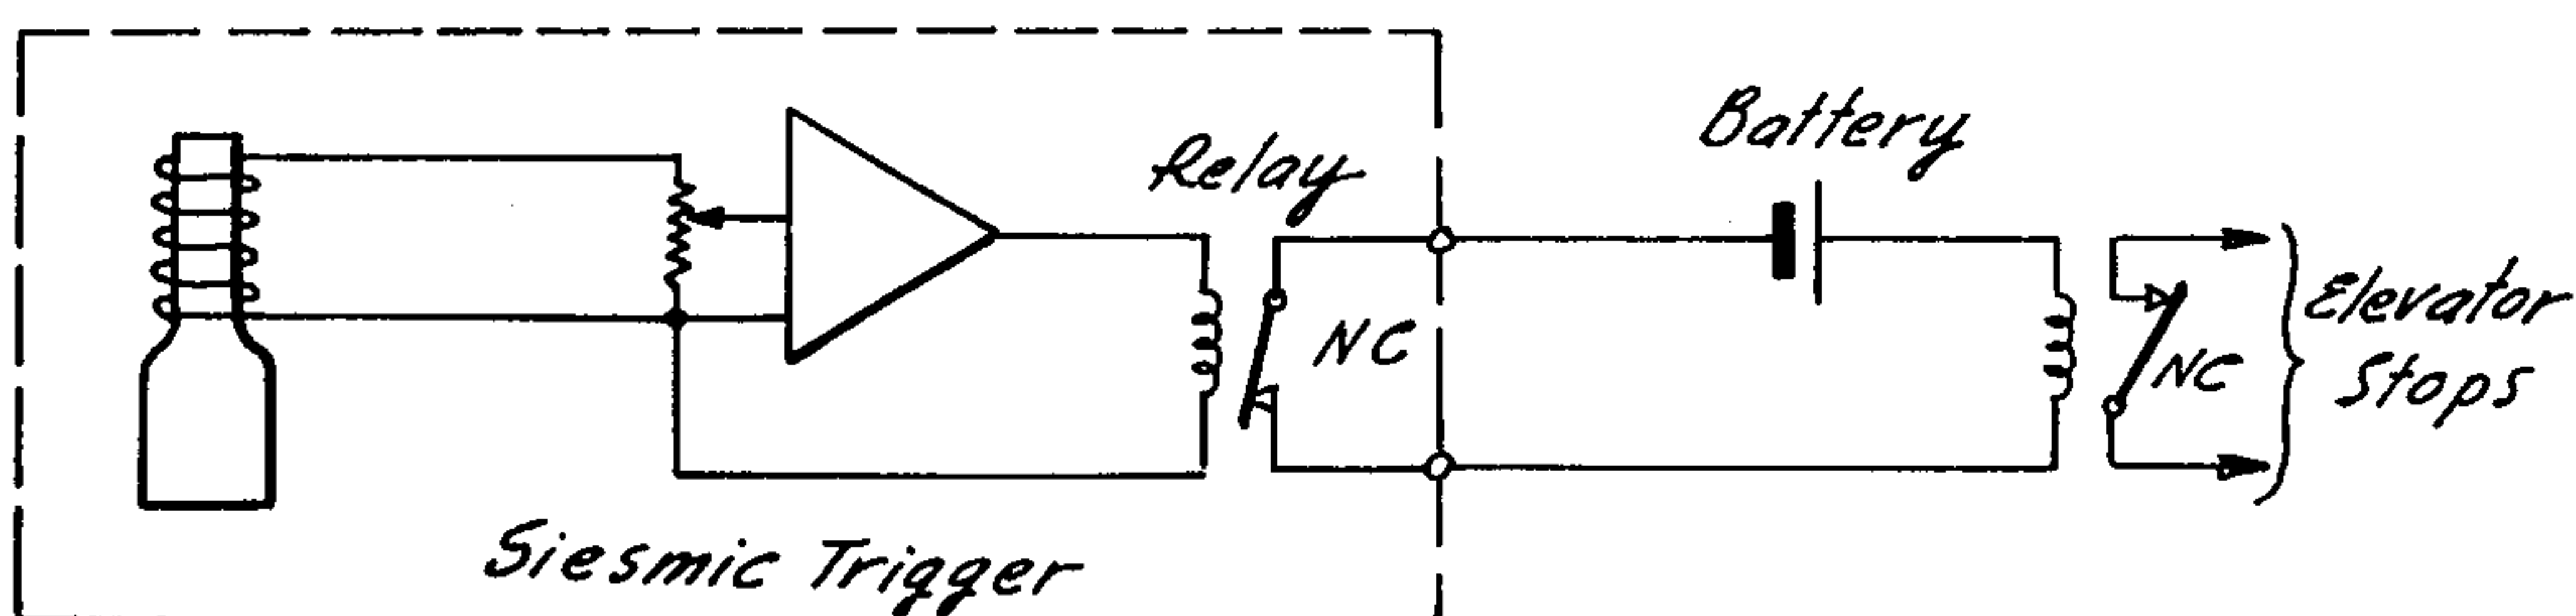 Battery
Relay
NC
NC
Elevator
Stops
Siesmic Trigger